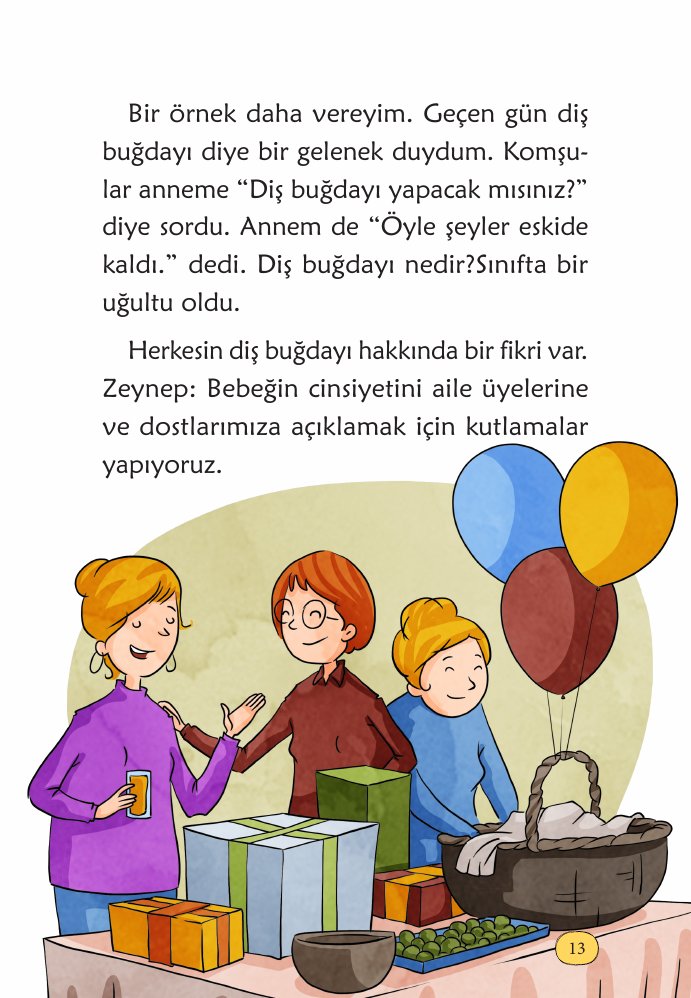 Bir örnek daha vereyim. Geçen gün diş
buğdayı diye bir gelenek duydum. Komşu-
lar anneme “Diş buğdayı yapacak mısınız?”
diye sordu. Annem de “Öyle şeyler eskide
kaldı.” dedi. Diş buğdayı nedir?Sınıfta bir
uğultu oldu.
Herkesin diş buğdayı hakkında bir fikri var.
Zeynep: Bebeğin cinsiyetini aile üyelerine
ve dostlarımıza açıklamak için kutlamalar
yapıyoruz.
13